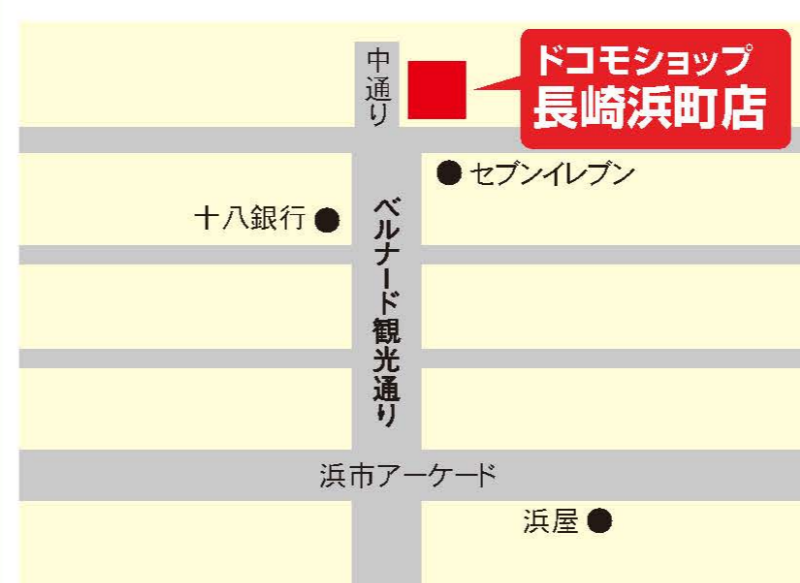 中通り
ドコモショップ
長崎浜町店
セブンイレブン
十八銀行
ベルナード観光通り
浜市アーケード
浜屋